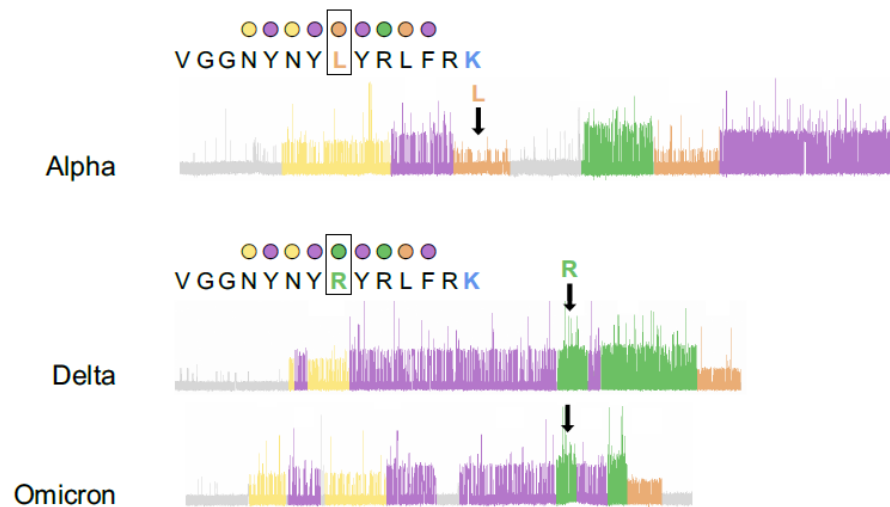 VGGNYNYLYRLFRK
L
Alpha
VGGNYNYRYRLFRK
R
Delta
Omicron